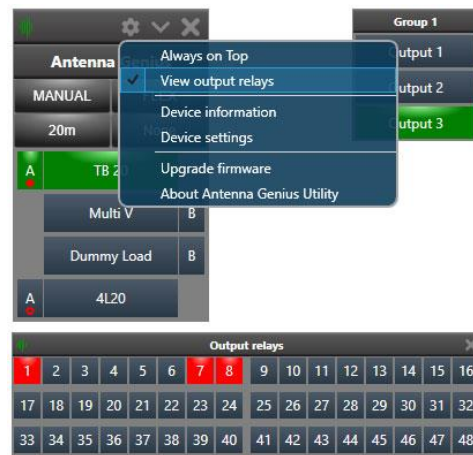 Group 1
Output 1
Output 2
Output 3
Antenna
Always on Top
View output relays
Device information
Device settings
Upgrade firmware
About Antenna Genius Utility
MANUAL
20m
A TB 2
Multi V B
Dummy Load B
A 4L20
Output relays
1 2 3 4 5 6 7 8 9 10 11 12 13 14 15 16
17 18 19 20 21 22 23 24 25 26 27 28 29 30 31 32
33 34 35 36 37 38 39 40 41 42 43 44 45 46 47 48